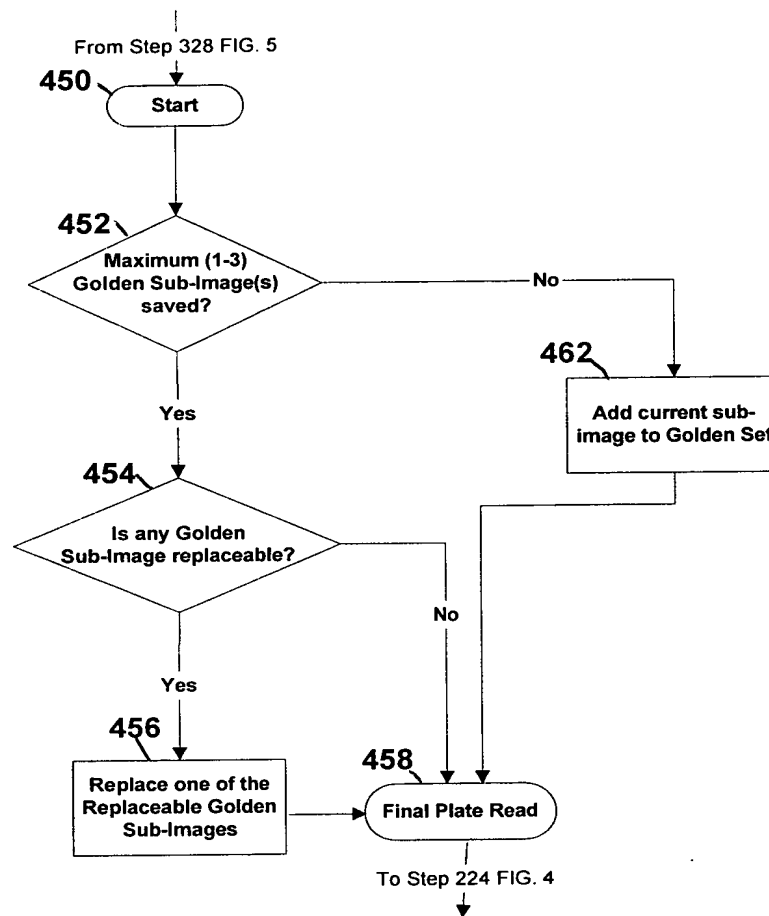 From Step 328 FIG. 5
450
Start
452
Maximum (1-3)
Golden Sub-Image(s)
saved?
No
462
Add current sub-
image to Golden Set
Yes
454
Is any Golden
Sub-Image replaceable?
No
Yes
456
Replace one of the
Replaceable Golden
Sub-Images
458
Final Plate Read
To Step 224 FIG. 4